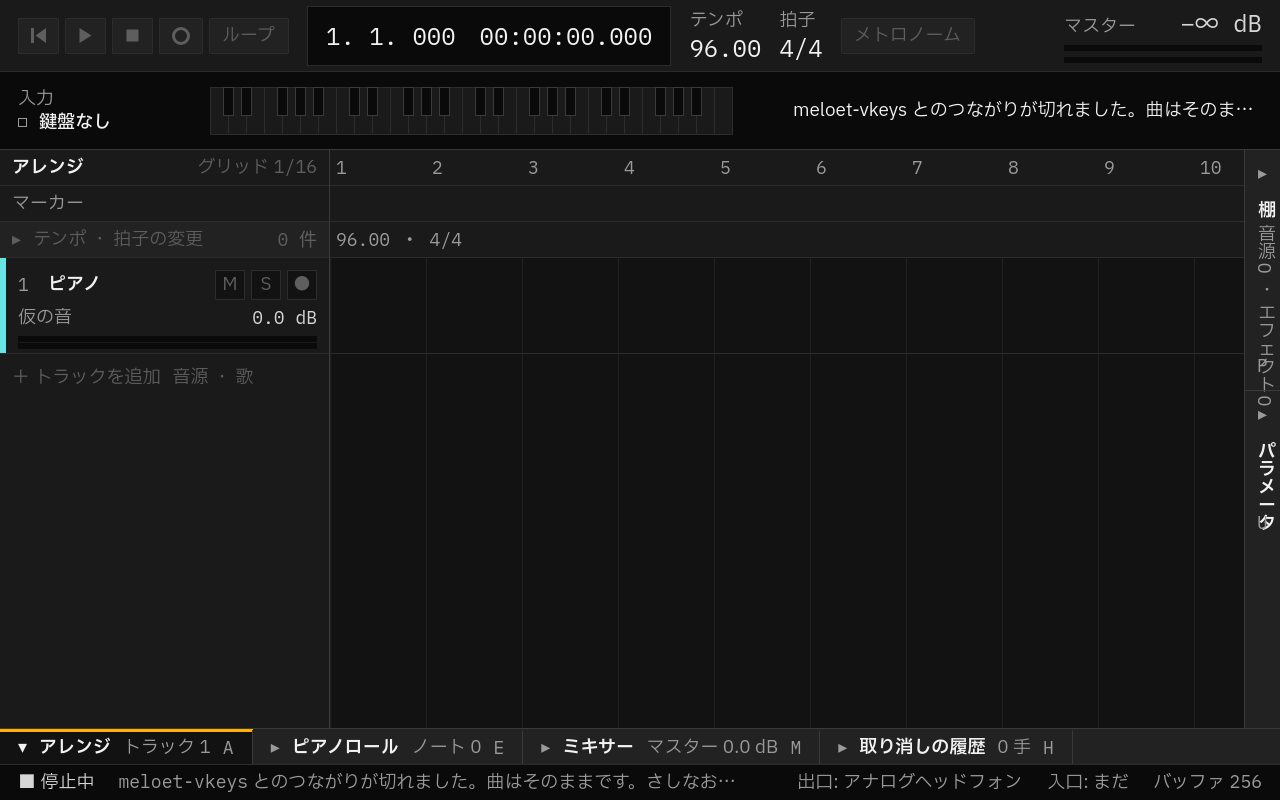 ループ
1. 1. 000 00:00:00.000
テンポ 拍子
96.00 4/4
メトロノーム
マスター −∞ dB
入力
鍵盤なし
meloet-vkeys とのつながりが切れました。曲はそのま…
アレンジ グリッド 1/16
1 2 3 4 5 6 7 8 9 10
マーカー
▸ テンポ ・ 拍子の変更 0 件
96.00 ・ 4/4
1 ピアノ M S
仮の音 0.0 dB
＋ トラックを追加 音源 ・ 歌
棚 音源 0 ・ エフェクト 0
パラメータ
▾ アレンジ トラック 1 A
▸ ピアノロール ノート 0 E
▸ ミキサー マスター 0.0 dB M
▸ 取り消しの履歴 0 手 H
■ 停止中 meloet-vkeys とのつながりが切れました。曲はそのままです。さしなお… 出口: アナログヘッドフォン 入口: まだ バッファ 256